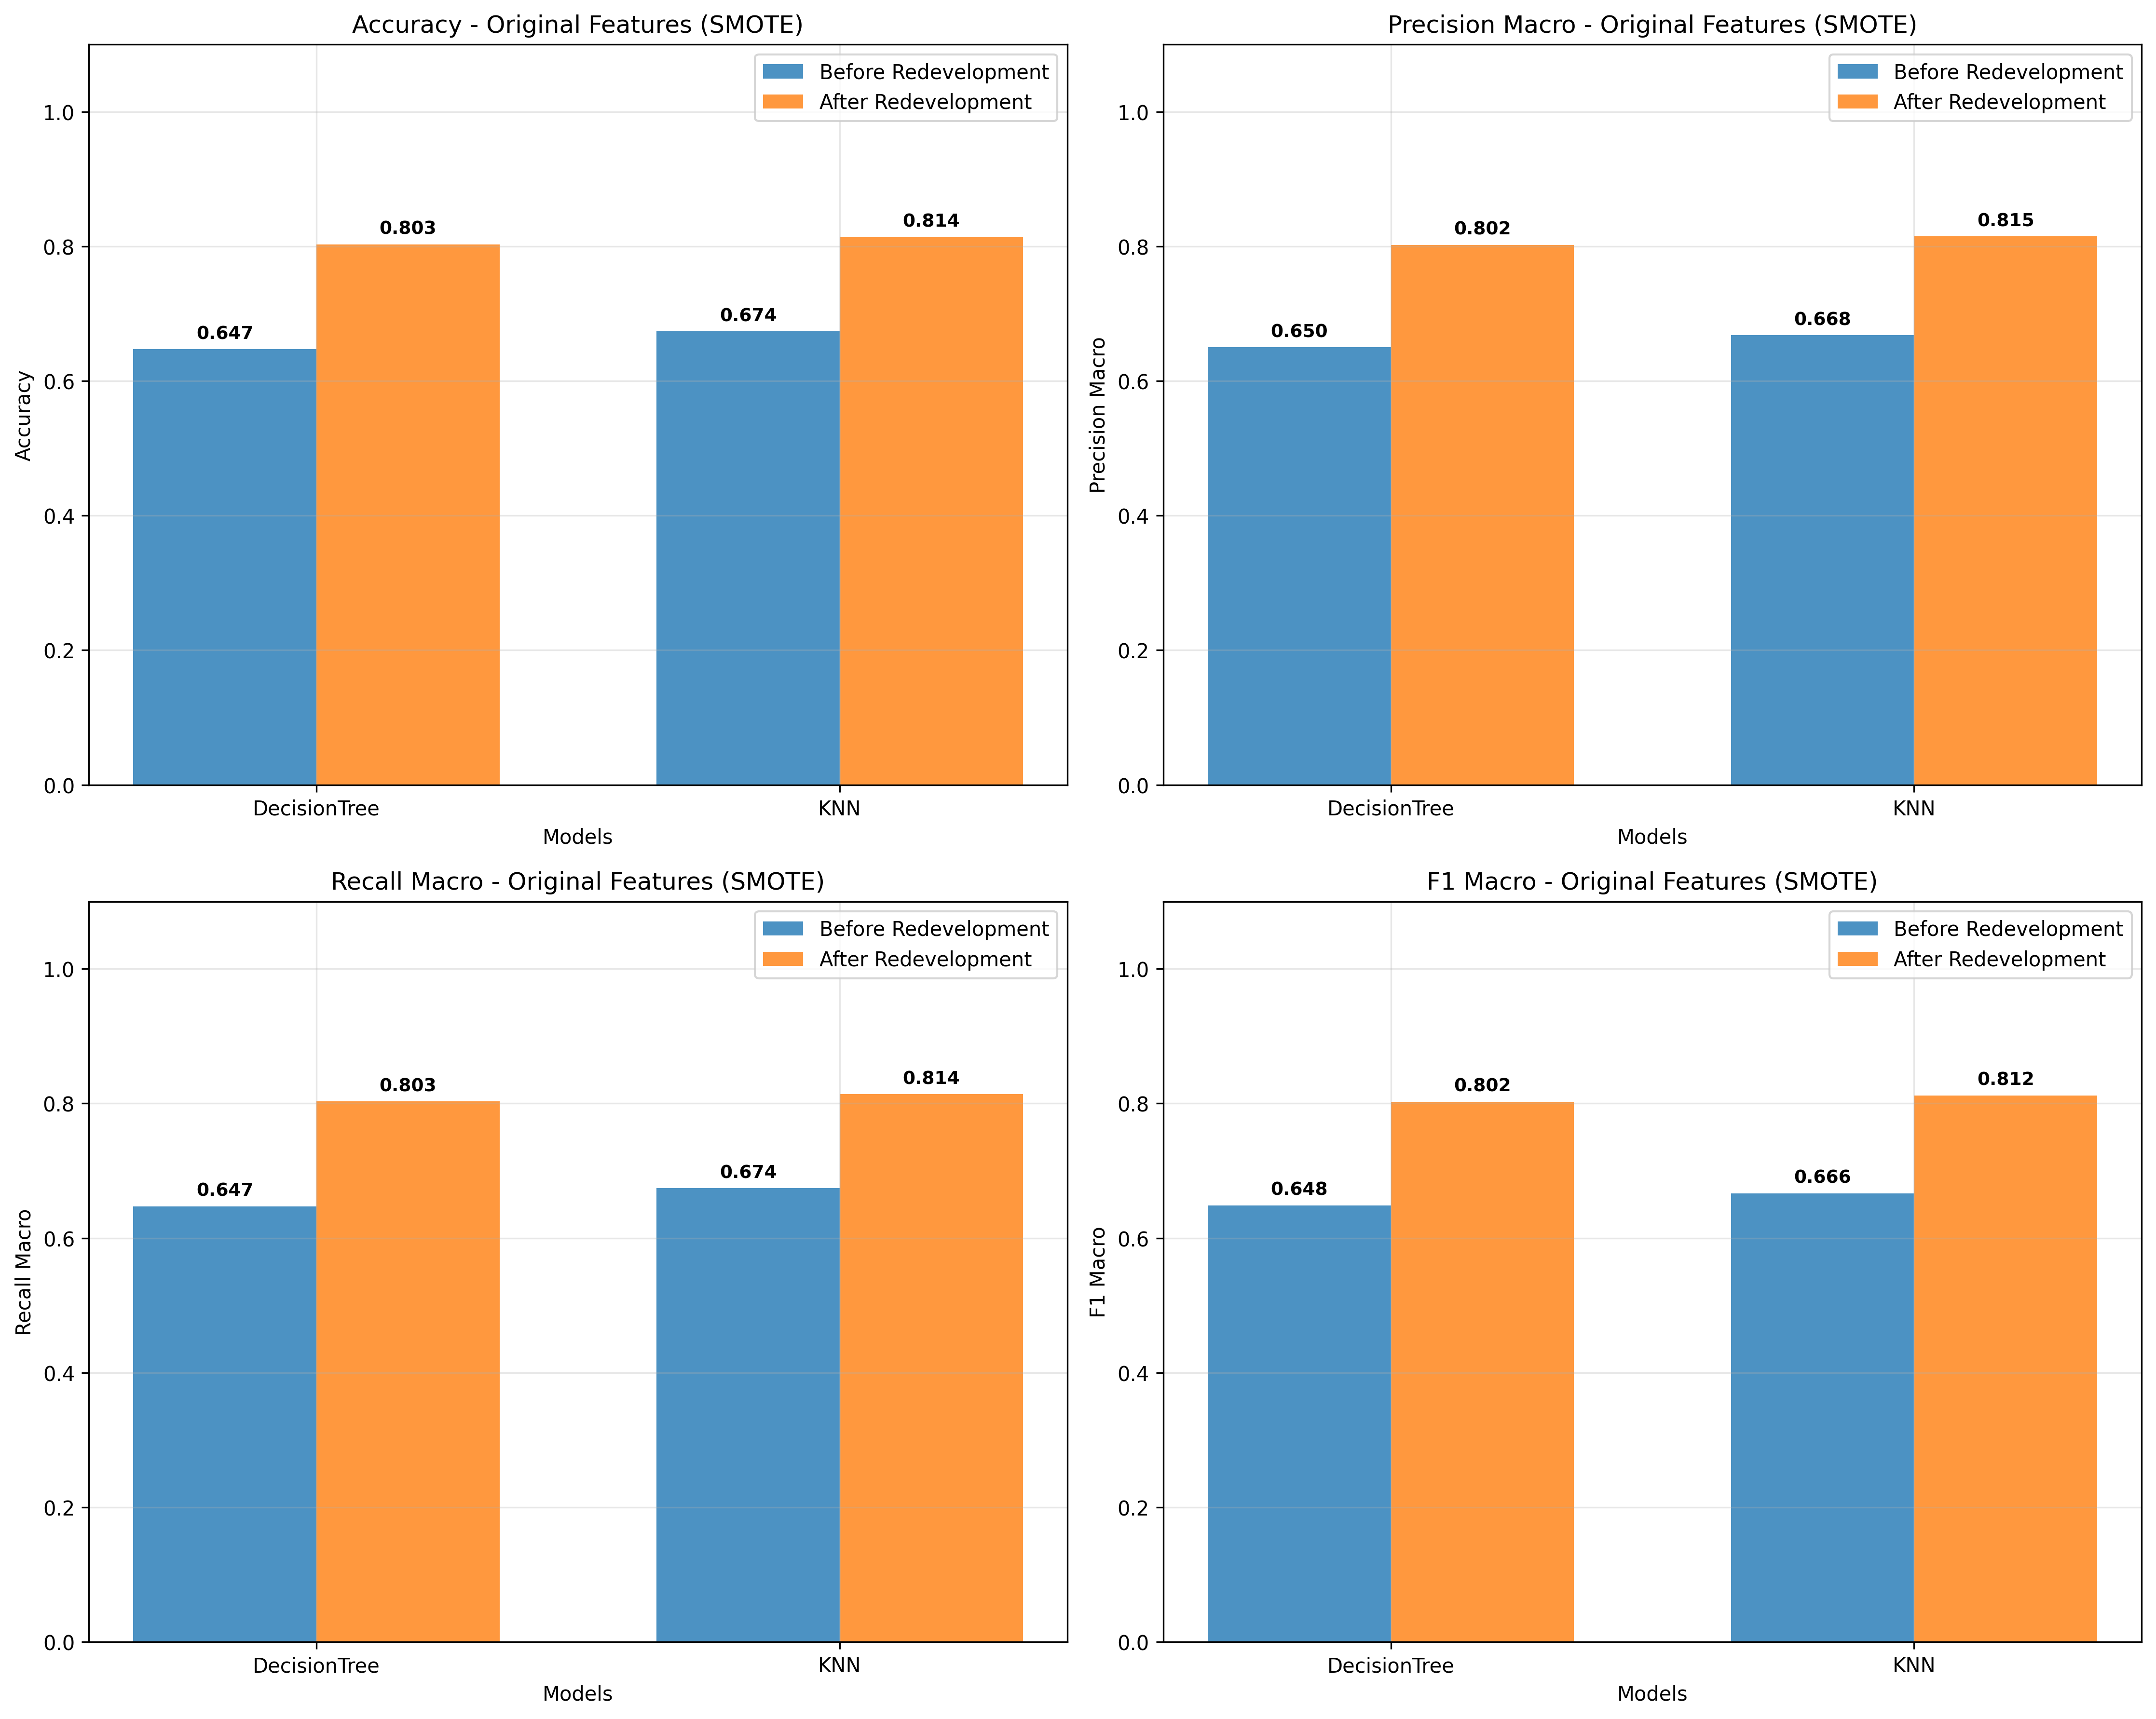 Accuracy - Original Features (SMOTE)
Before Redevelopment
After Redevelopment
1.0
0.8
0.6
0.4
0.2
0.0
Accuracy
0.647
0.803
0.674
0.814
DecisionTree
KNN
Models
Precision Macro - Original Features (SMOTE)
Before Redevelopment
After Redevelopment
1.0
0.8
0.6
0.4
0.2
0.0
Precision Macro
0.650
0.802
0.668
0.815
DecisionTree
KNN
Models
Recall Macro - Original Features (SMOTE)
Before Redevelopment
After Redevelopment
1.0
0.8
0.6
0.4
0.2
0.0
Recall Macro
0.647
0.803
0.674
0.814
DecisionTree
KNN
Models
F1 Macro - Original Features (SMOTE)
Before Redevelopment
After Redevelopment
1.0
0.8
0.6
0.4
0.2
0.0
F1 Macro
0.648
0.802
0.666
0.812
DecisionTree
KNN
Models